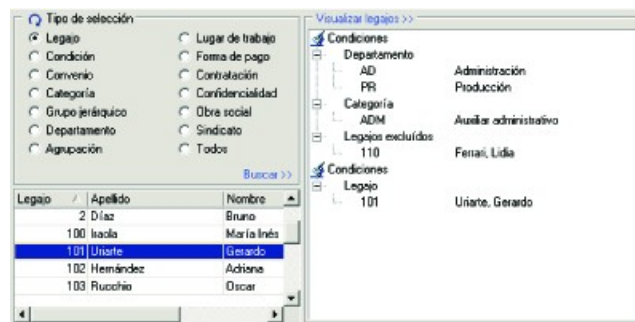 Tipo de selección
Legajo
Lugar de trabajo
Condición
Forma de pago
Convenio
Contratación
Categoría
Confidencialidad
Grupo jerárquico
Obra social
Departamento
Sindicato
Agrupación
Todos
Buscar >>
Legajo Apellido Nombre
2 Díaz Bruno
100 Iraola María Inés
101 Uriarte Gerardo
102 Hernández Adriana
103 Rucchio Oscar
Visualizar legajos >>
Condiciones
Departamento
AD Administración
PR Producción
Categoría
ADM Auxiliar administrativo
Legajos excluídos
110 Ferrari, Lidia
Condiciones
Legajo
101 Uriarte, Gerardo